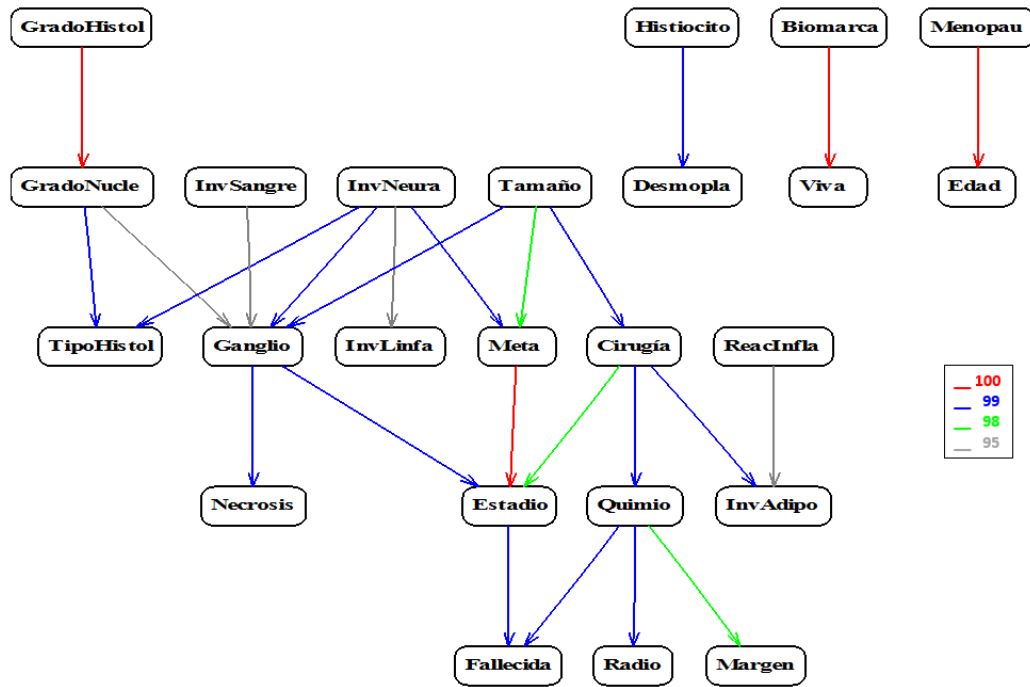 GradoHistol
Histiocito
Biomarca
Menopau
GradoNucle
InvSangre
InvNeura
Tamaño
Desmopla
Viva
Edad
TipoHistol
Ganglio
InvLinfa
Meta
Cirugía
ReacInfla
100
99
98
95
Necrosis
Estadio
Quimio
InvAdipo
Fallecida
Radio
Margen